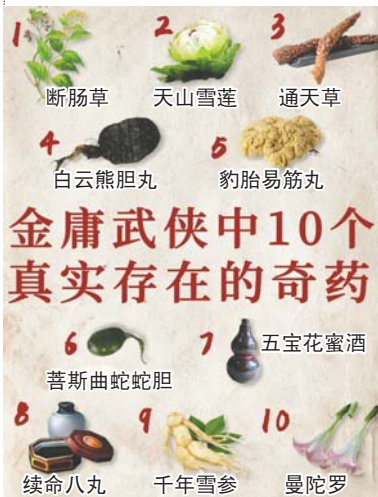 1 断肠草
2 天山雪莲
3 通天草
4 白云熊胆丸
5 豹胎易筋丸
金庸武侠中10个
真实存在的奇药
6 菩斯曲蛇蛇胆
7 五宝花蜜酒
8 续命八丸
9 千年雪参
10 曼陀罗